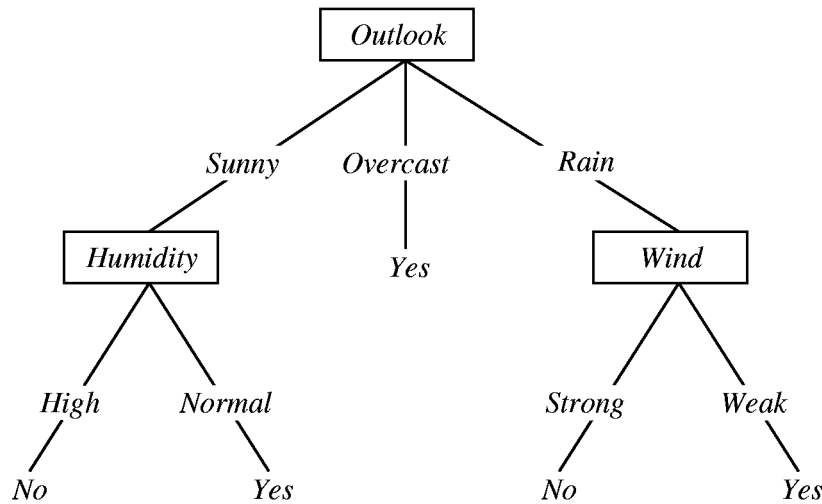 Outlook
Sunny Overcast Rain
Humidity Yes Wind
High Normal Strong Weak
No Yes No Yes